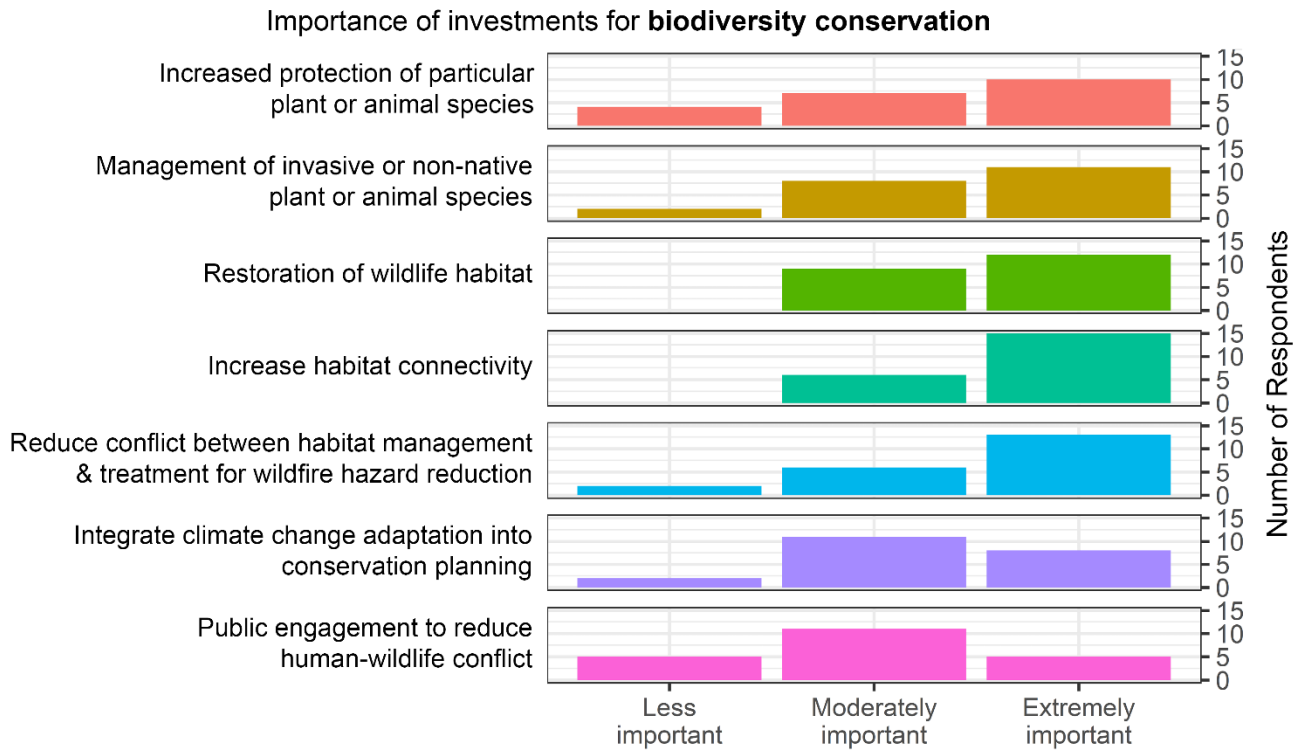 Importance of investments for biodiversity conservation
Increased protection of particular
plant or animal species
15
10
5
0
Management of invasive or non-native
plant or animal species
15
10
5
0
Restoration of wildlife habitat
15
10
5
0
Increase habitat connectivity
15
10
5
0
Reduce conflict between habitat management
& treatment for wildfire hazard reduction
15
10
5
0
Integrate climate change adaptation into
conservation planning
15
10
5
0
Public engagement to reduce
human-wildlife conflict
15
10
5
0
Number of Respondents
Less
important
Moderately
important
Extremely
important